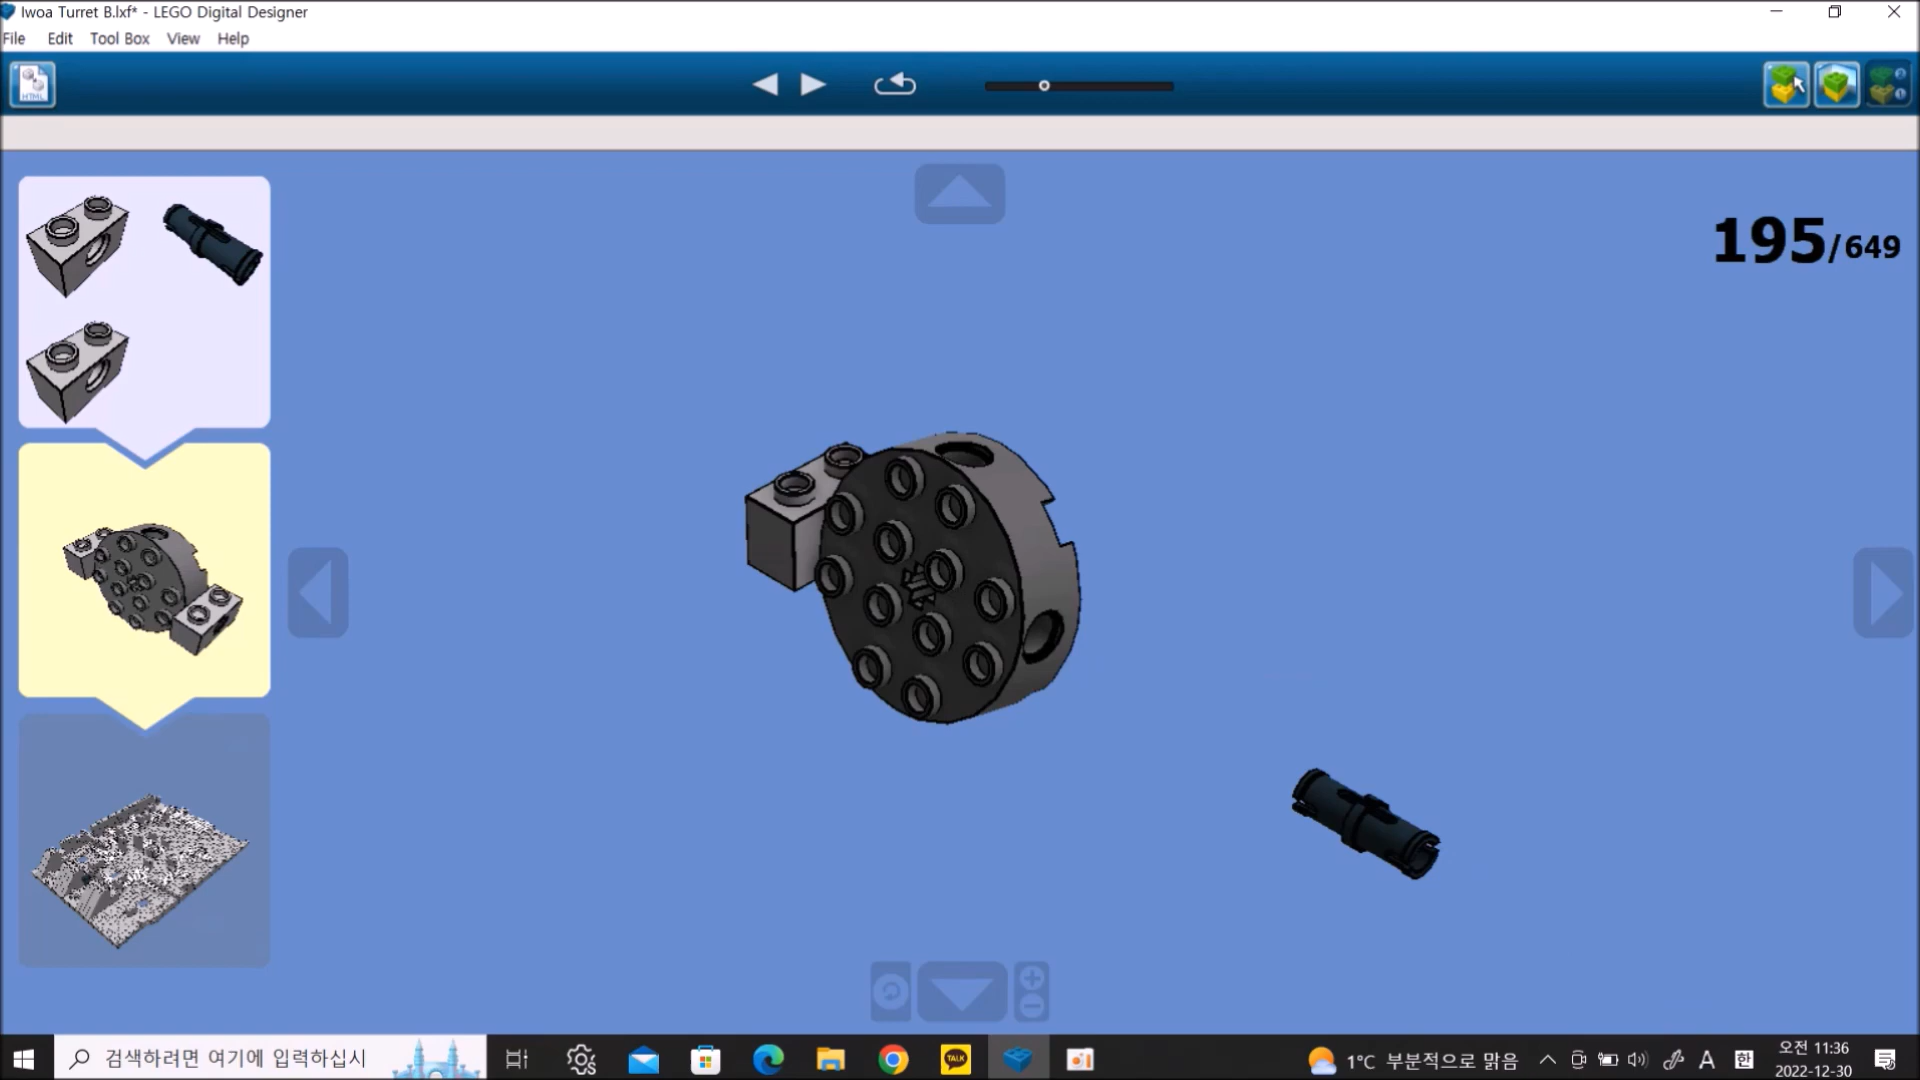 Iwoa Turret B.lxf* - LEGO Digital Designer
File Edit Tool Box View Help
HTML
195/649
검색하려면 여기에 입력하십시
TALK
1°C 부분적으로 맑음
A
한
오전 11:36
2022-12-30